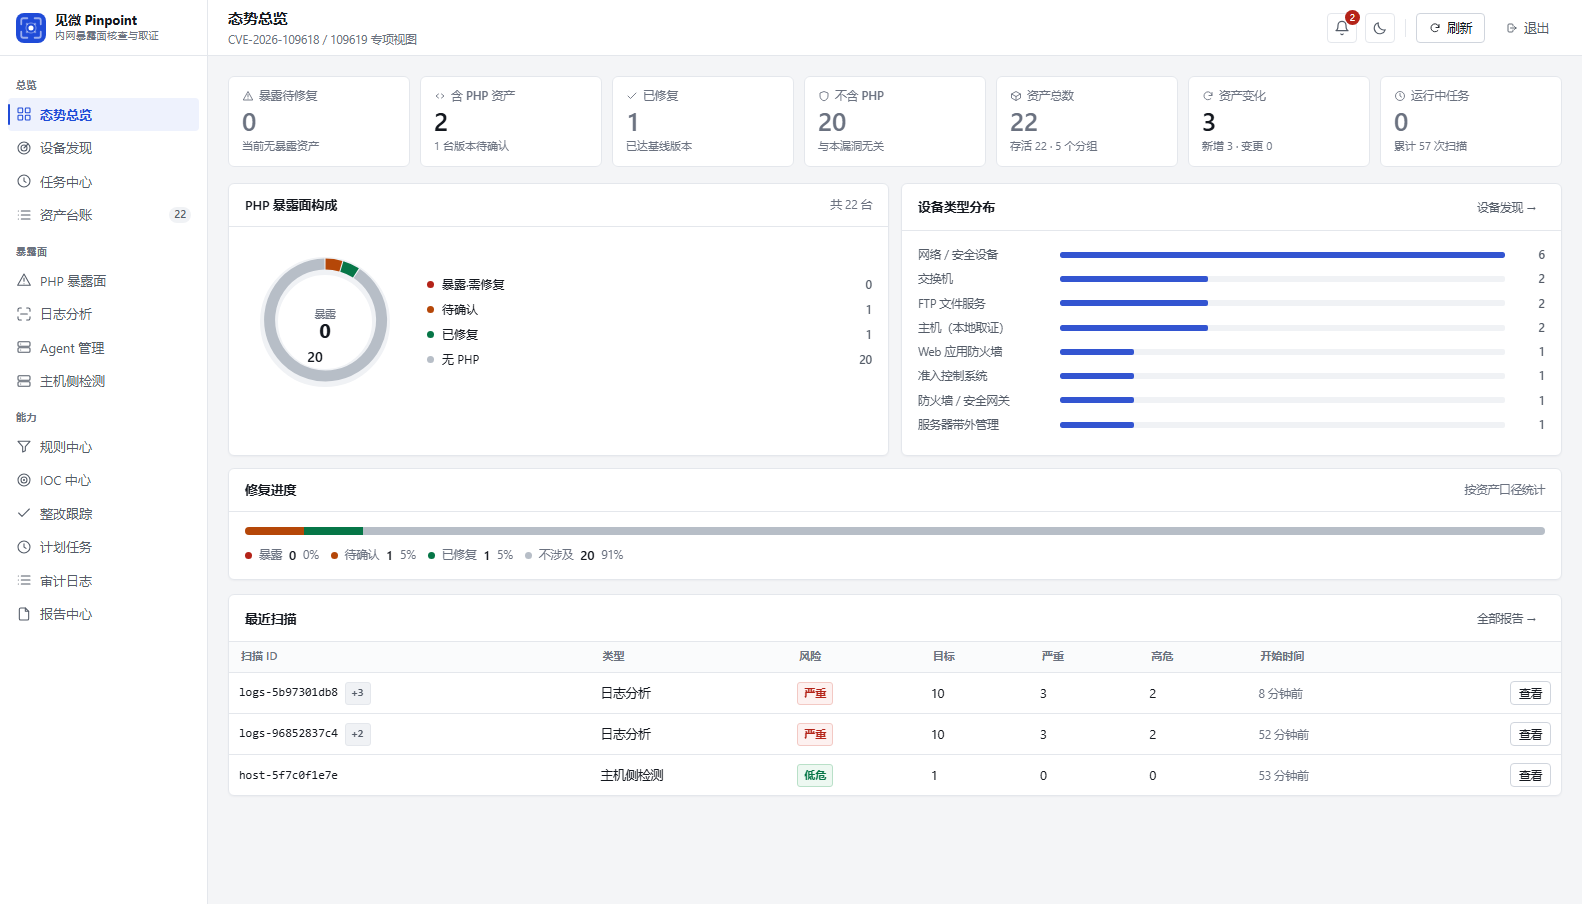 见微 Pinpoint
内网暴露面核查与取证
总览
态势总览
设备发现
任务中心
资产台账 22
暴露面
PHP 暴露面
日志分析
Agent 管理
主机侧检测
能力
规则中心
IOC 中心
整改跟踪
计划任务
审计日志
报告中心
态势总览
CVE-2026-109618 / 109619 专项视图
2
刷新
退出
暴露待修复
0
当前无暴露资产
含 PHP 资产
2
1 台版本待确认
已修复
1
已达基线版本
不含 PHP
20
与本漏洞无关
资产总数
22
存活 22 · 5 个分组
资产变化
3
新增 3 · 变更 0
运行中任务
0
累计 57 次扫描
PHP 暴露面构成 共 22 台
暴露
0
20
暴露·需修复 0
待确认 1
已修复 1
无 PHP 20
设备类型分布 设备发现 →
网络 / 安全设备 6
交换机 2
FTP 文件服务 2
主机（本地取证） 2
Web 应用防火墙 1
准入控制系统 1
防火墙 / 安全网关 1
服务器带外管理 1
修复进度 按资产口径统计
暴露 0 0% 待确认 1 5% 已修复 1 5% 不涉及 20 91%
最近扫描 全部报告 →
扫描 ID 类型 风险 目标 严重 高危 开始时间
logs-5b97301db8 +3 日志分析 严重 10 3 2 8 分钟前 查看
logs-96852837c4 +2 日志分析 严重 10 3 2 52 分钟前 查看
host-5f7c0f1e7e 主机侧检测 低危 1 0 0 53 分钟前 查看